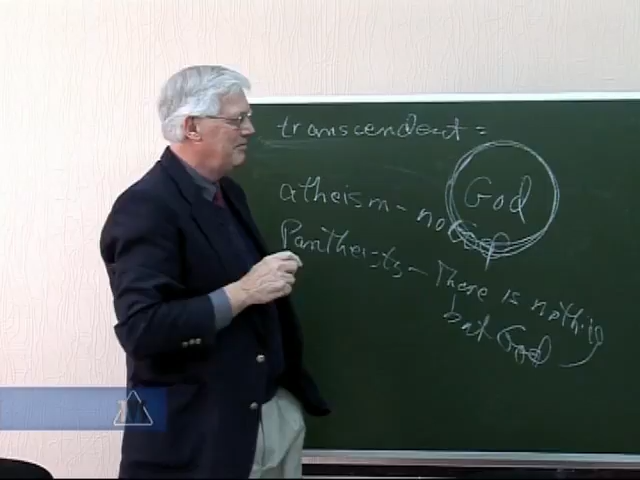 transcendent =
God
atheism - no God
Pantheists - There is nothing
but God